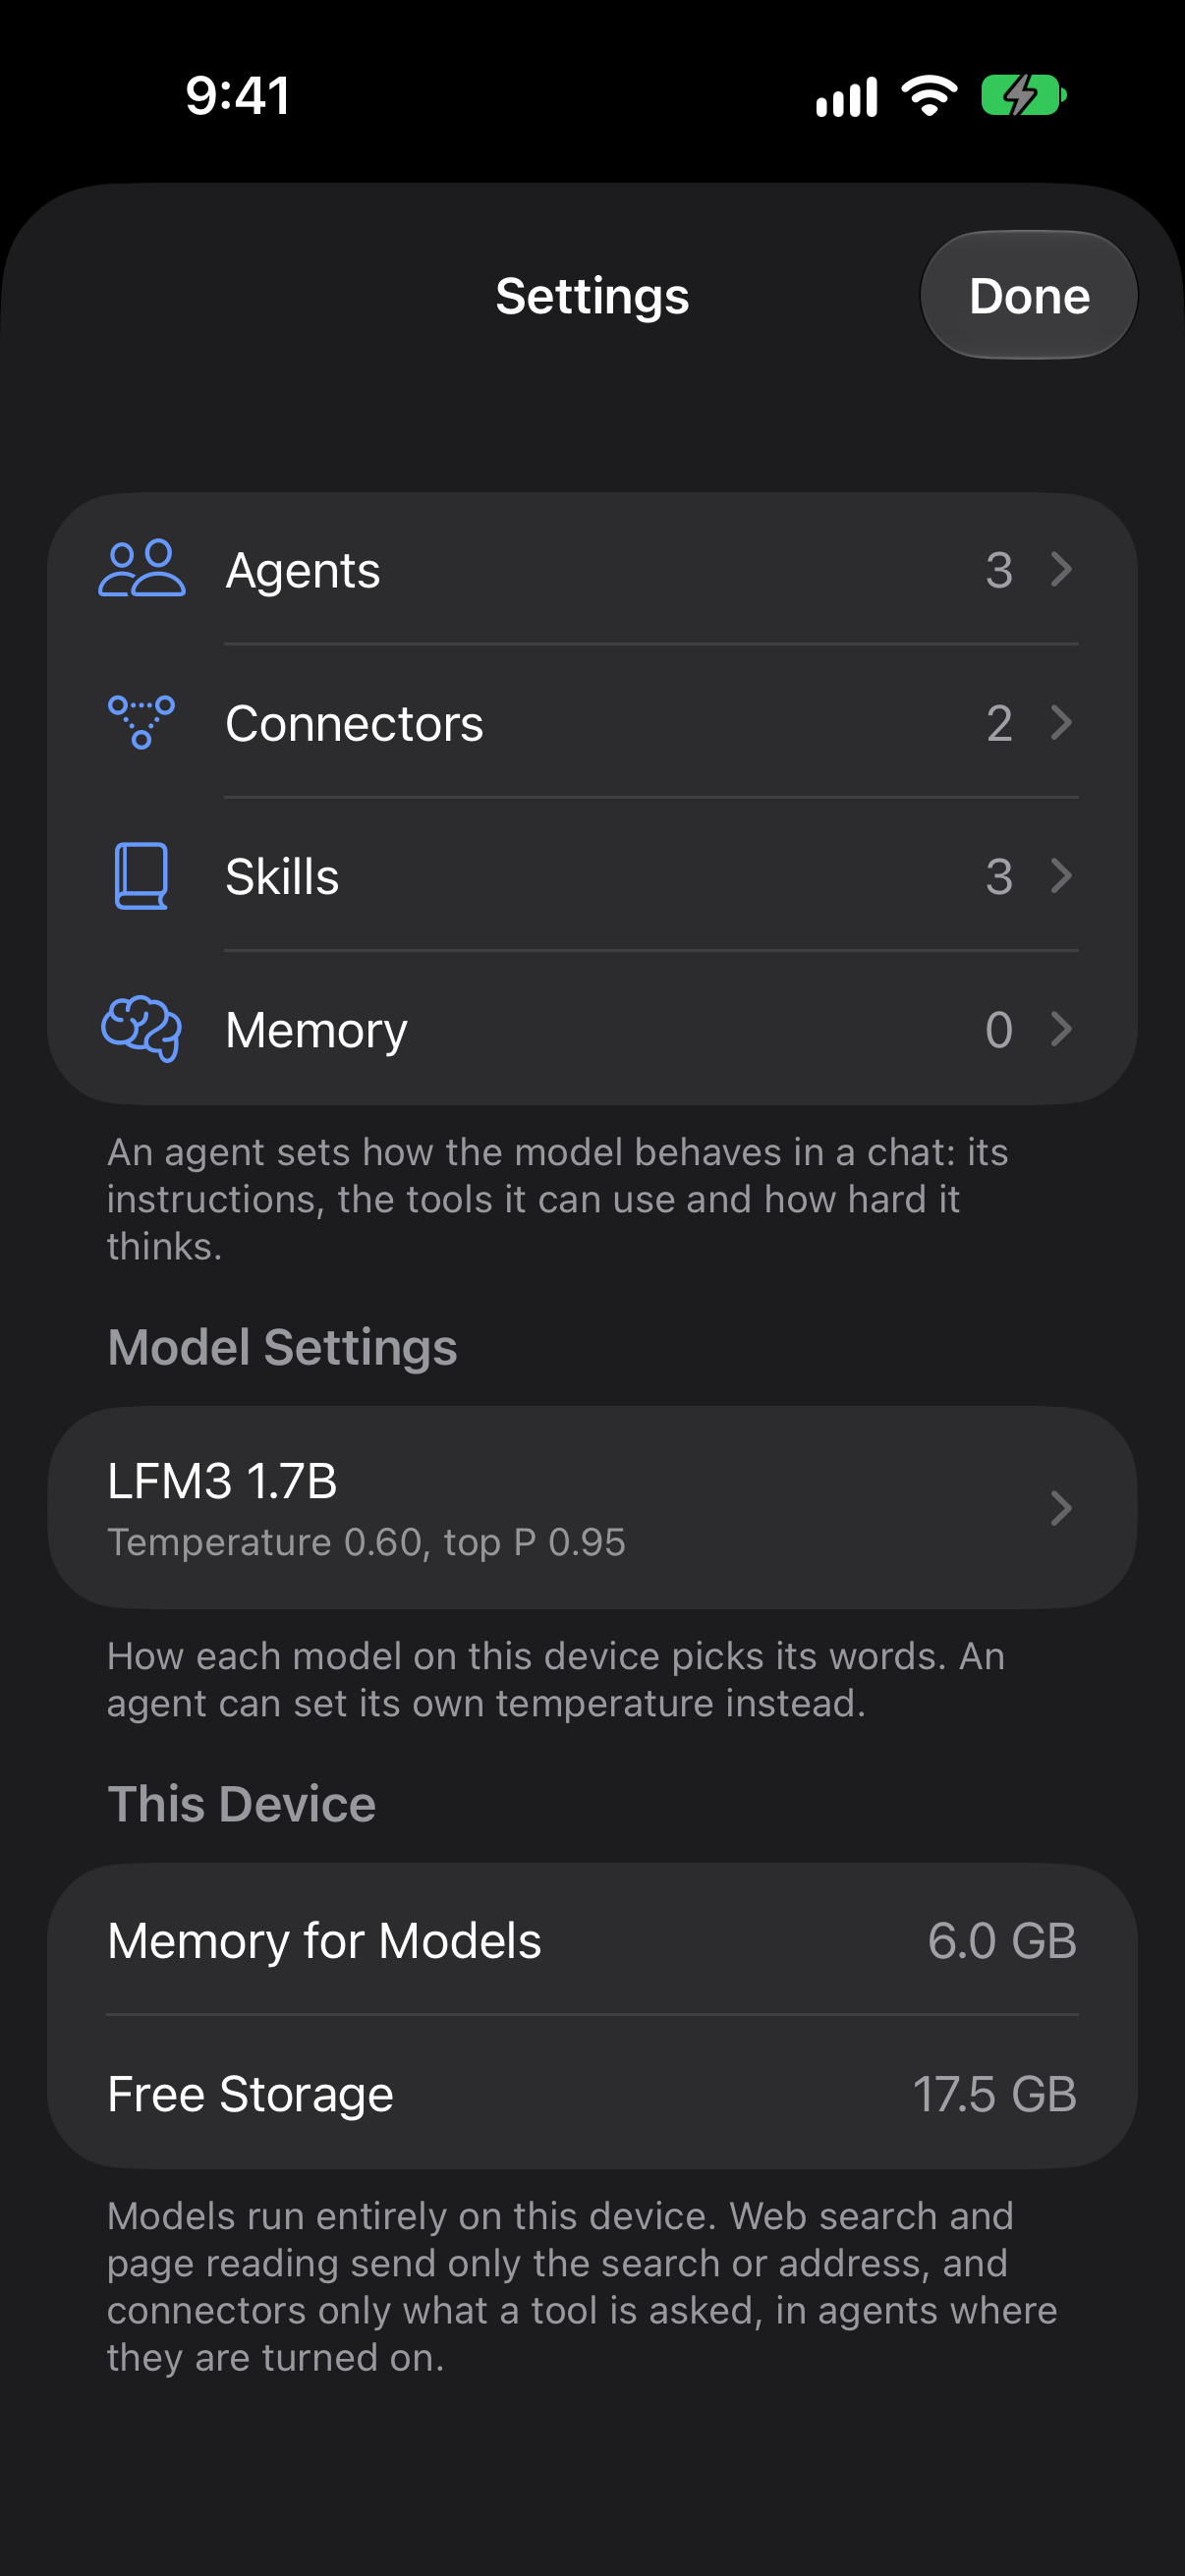 9:41
Settings
Done
Agents
3
Connectors
2
Skills
3
Memory
0
An agent sets how the model behaves in a chat: its
instructions, the tools it can use and how hard it
thinks.
Model Settings
LFM3 1.7B
Temperature 0.60, top P 0.95
How each model on this device picks its words. An
agent can set its own temperature instead.
This Device
Memory for Models
6.0 GB
Free Storage
17.5 GB
Models run entirely on this device. Web search and
page reading send only the search or address, and
connectors only what a tool is asked, in agents where
they are turned on.